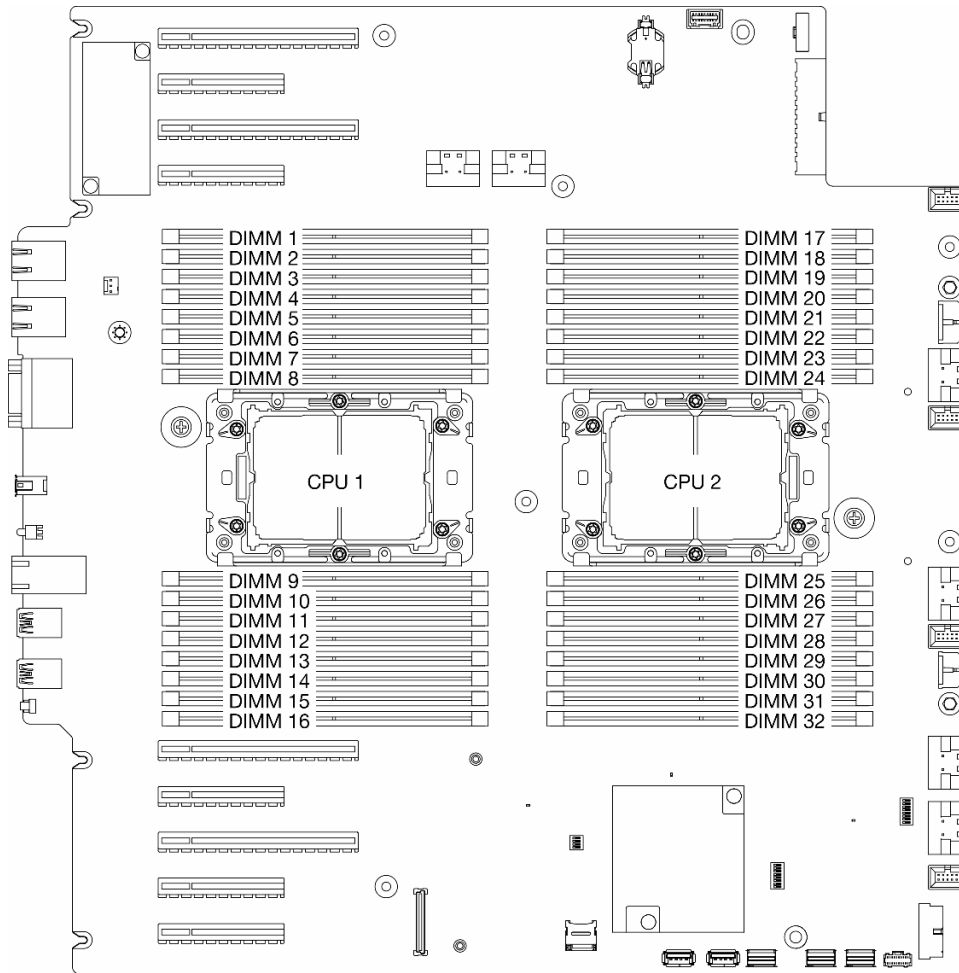 DIMM 1
DIMM 2
DIMM 3
DIMM 4
DIMM 5
DIMM 6
DIMM 7
DIMM 8
DIMM 17
DIMM 18
DIMM 19
DIMM 20
DIMM 21
DIMM 22
DIMM 23
DIMM 24
CPU 1
CPU 2
DIMM 9
DIMM 10
DIMM 11
DIMM 12
DIMM 13
DIMM 14
DIMM 15
DIMM 16
DIMM 25
DIMM 26
DIMM 27
DIMM 28
DIMM 29
DIMM 30
DIMM 31
DIMM 32